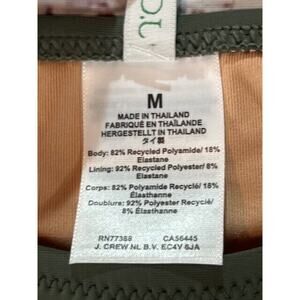 M
MADE IN THAILAND
FABRIQUÉ EN THAÏLANDE
HERGESTELLT IN THAILAND
タイ製
Body: 82% Recycled Polyamide/ 18%
Elastane
Lining: 92% Recycled Polyester/ 8%
Elastane
Corps: 82% Polyamide Recyclé/ 18%
Élasthanne
Doublure: 92% Polyester Recyclé/
8% Élasthanne
RN77388 CA56445
J. CREW NL B.V. EC4V 6JA